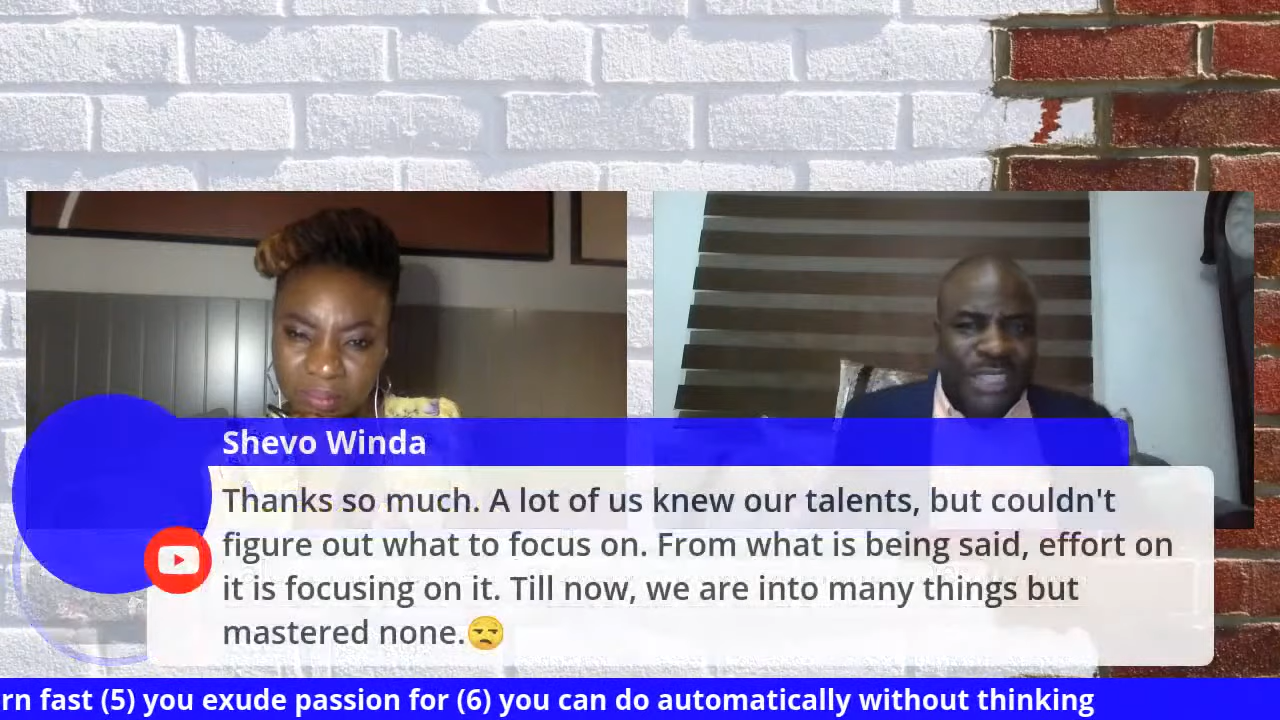 Shevo Winda
Thanks so much. A lot of us knew our talents, but couldn't
figure out what to focus on. From what is being said, effort on
it is focusing on it. Till now, we are into many things but
mastered none.😒
rn fast (5) you exude passion for (6) you can do automatically without thinking